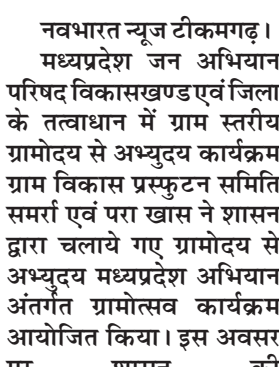 नवभारत न्यूज टीकमगढ़।
मध्यप्रदेश जन अभियान
परिषद विकासखण्ड एवं जिला
के तत्वाधान में ग्राम स्तरीय
ग्रामोदय से अभ्युदय कार्यक्रम
ग्राम विकास प्रस्फुटन समिति
समर्रा एवं परा खास ने शासन
द्वारा चलाये गए ग्रामोदय से
अभ्युदय मध्यप्रदेश अभियान
अंतर्गत ग्रामोत्सव कार्यक्रम
आयोजित किया। इस अवसर